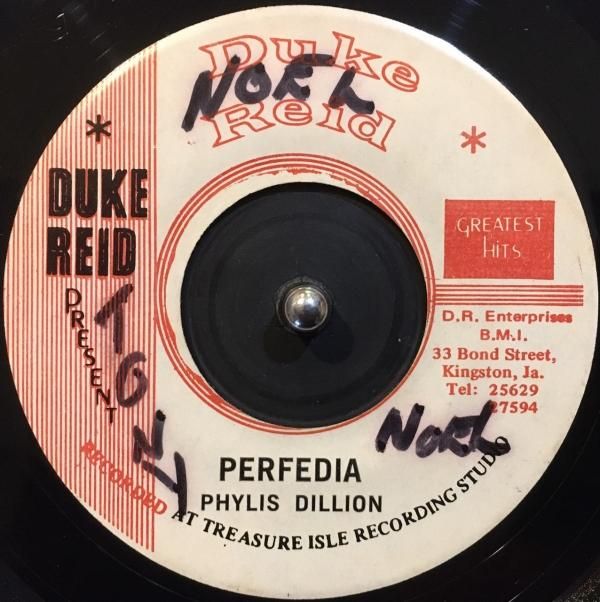 Duke
NOEL
Reid
*
*
DUKE
REID
PRESENT
TONY
GREATEST
HITS
D.R. Enterprises
B.M.I.
33 Bond Street,
Kingston, Ja.
Tel: 25629
27594
NOEL
PERFEDIA
PHYLIS DILLION
RECORDED AT TREASURE ISLE RECORDING STUDIO